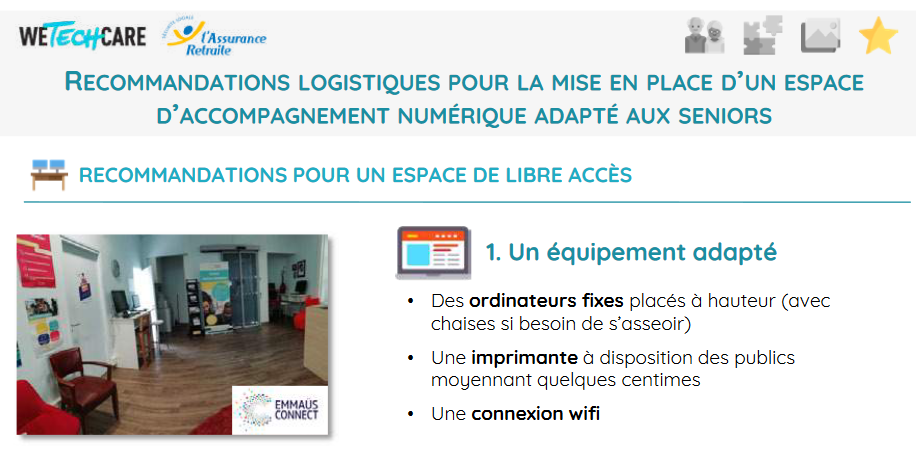 WETECHCARE
SÉCURITÉ SOCIALE
l'Assurance
Retraite
RECOMMANDATIONS LOGISTIQUES POUR LA MISE EN PLACE D'UN ESPACE
D'ACCOMPAGNEMENT NUMÉRIQUE ADAPTÉ AUX SENIORS
RECOMMANDATIONS POUR UN ESPACE DE LIBRE ACCÈS
1. Un équipement adapté
• Des ordinateurs fixes placés à hauteur (avec
chaises si besoin de s'asseoir)
• Une imprimante à disposition des publics
moyennant quelques centimes
• Une connexion wifi
EMMAÜS
CONNECT